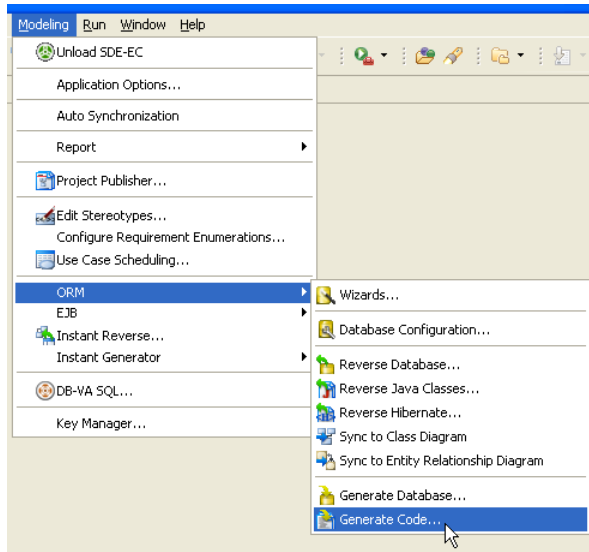 Modeling Run Window Help
Unload SDE-EC
Application Options...
Auto Synchronization
Report
Project Publisher...
Edit Stereotypes...
Configure Requirement Enumerations...
Use Case Scheduling...
ORM
EJB
Instant Reverse...
Instant Generator
DB-VA SQL...
Key Manager...
Wizards...
Database Configuration...
Reverse Database...
Reverse Java Classes...
Reverse Hibernate...
Sync to Class Diagram
Sync to Entity Relationship Diagram
Generate Database...
Generate Code...